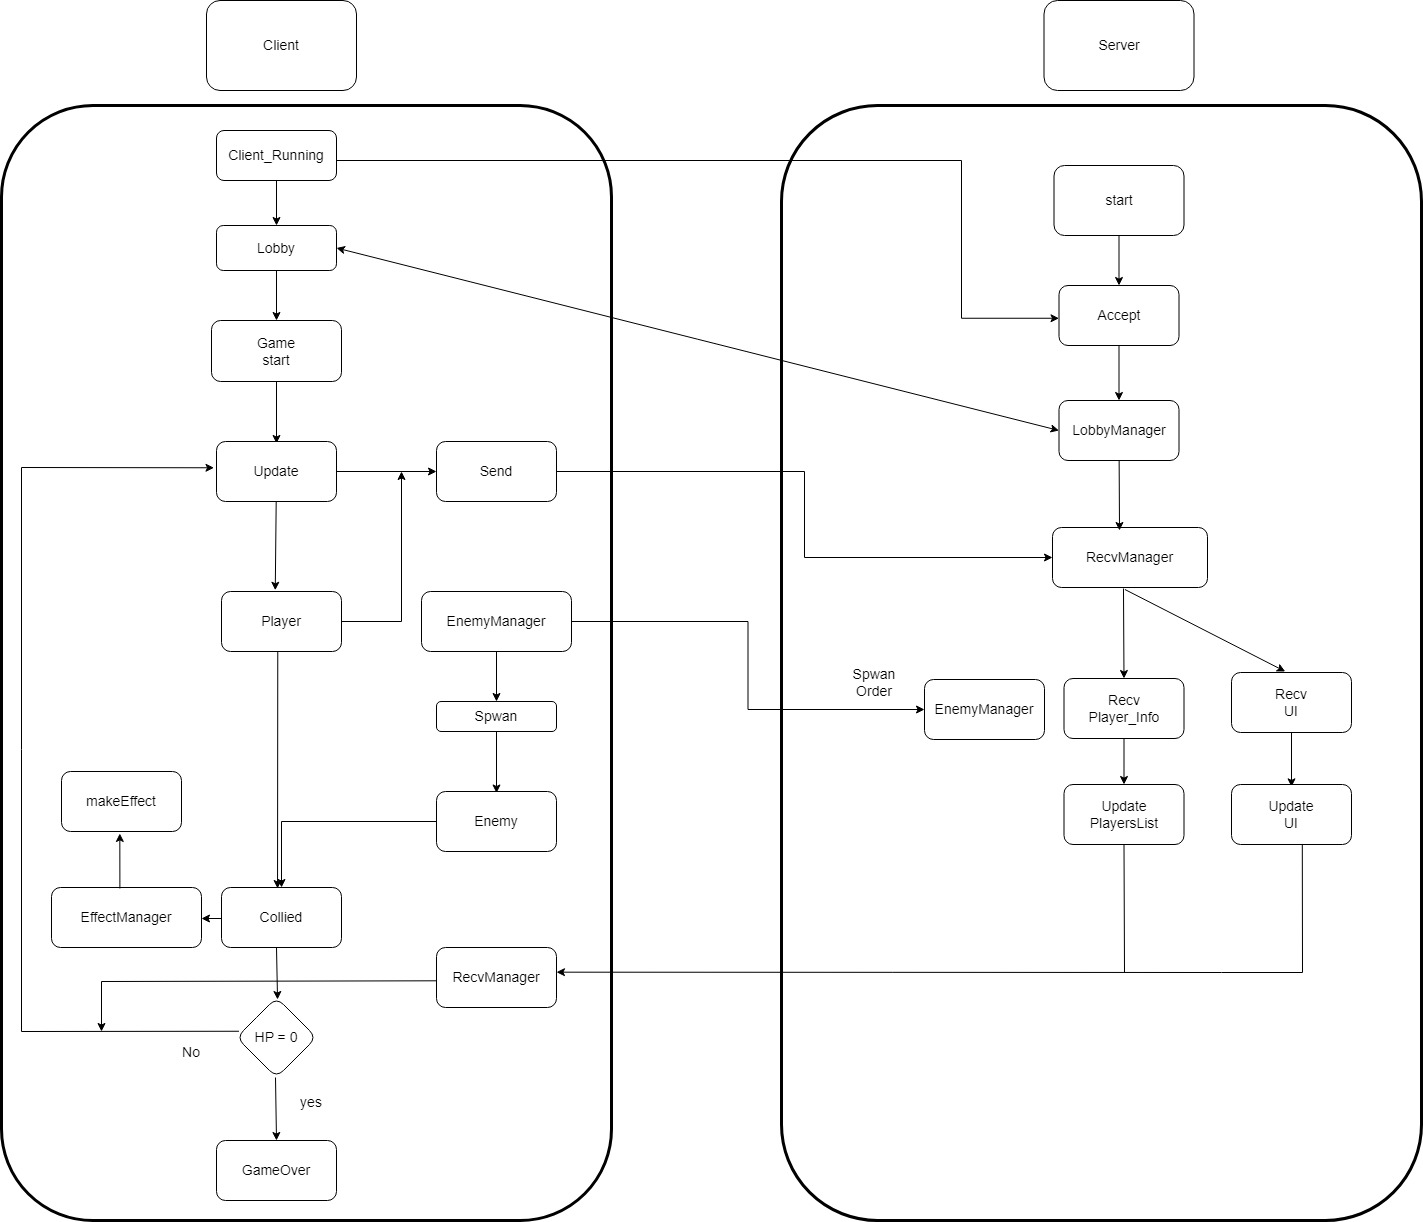 Client
Server
Client_Running
Lobby
Game
start
Update
Send
Player
EnemyManager
Spwan
Enemy
makeEffect
EffectManager
Collied
RecvManager
HP = 0
No
yes
GameOver
start
Accept
LobbyManager
RecvManager
Spwan
Order
EnemyManager
Recv
Player_Info
Recv
UI
Update
PlayersList
Update
UI